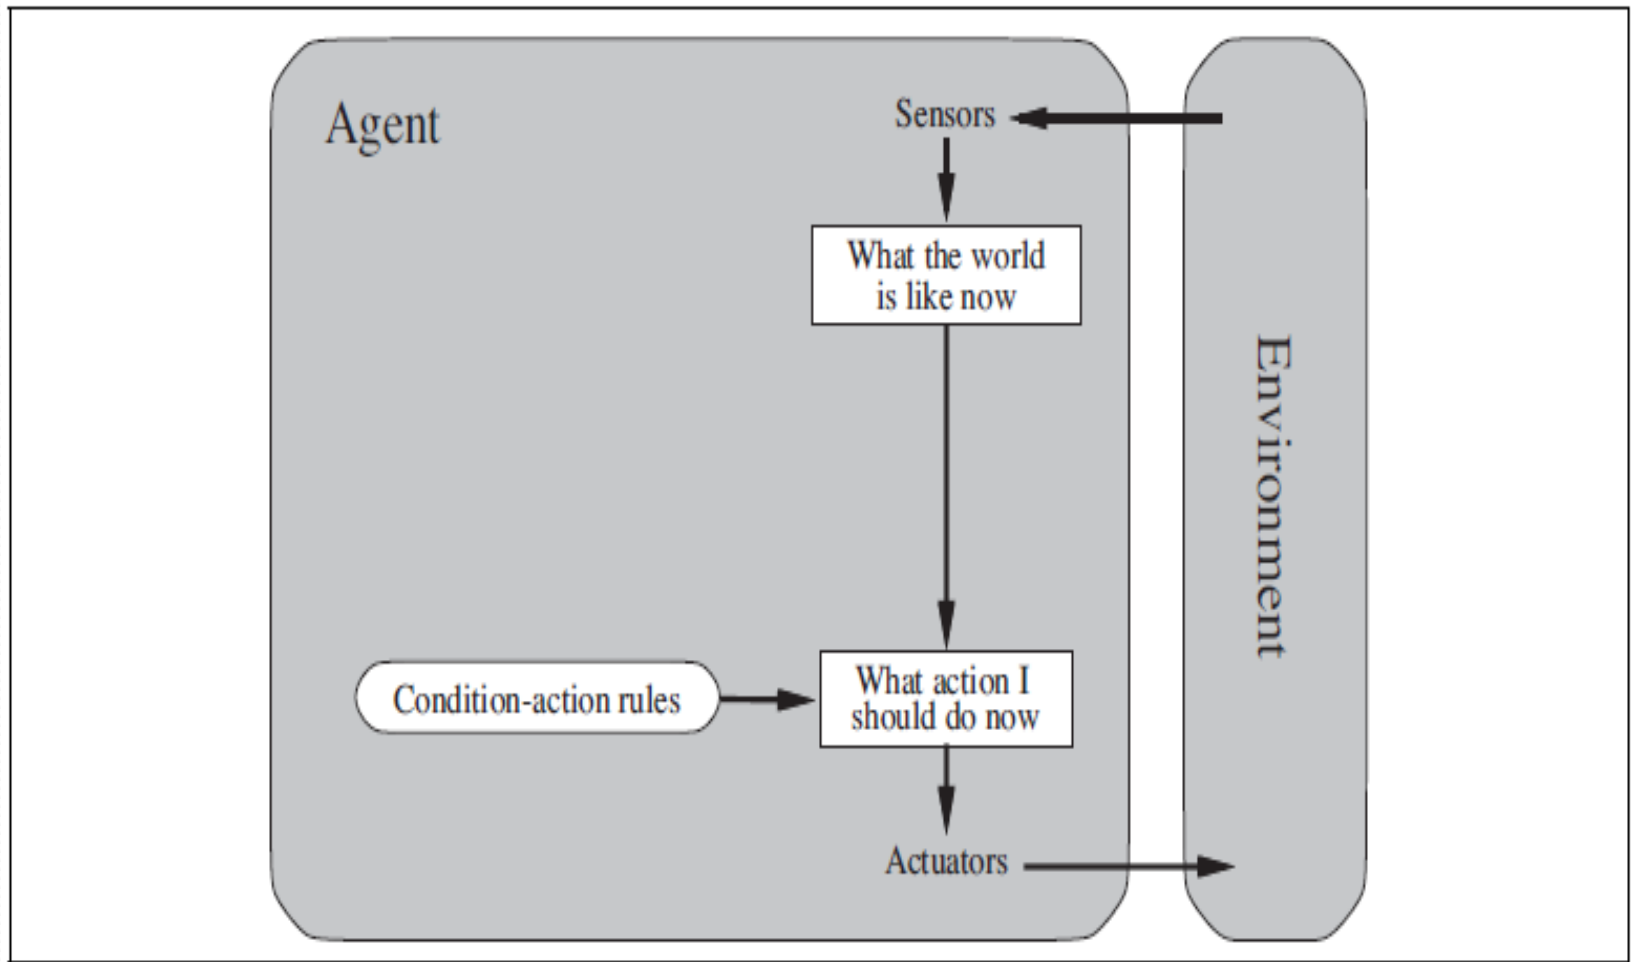 Agent
Sensors
What the world
is like now
Environment
Condition-action rules
What action I
should do now
Actuators